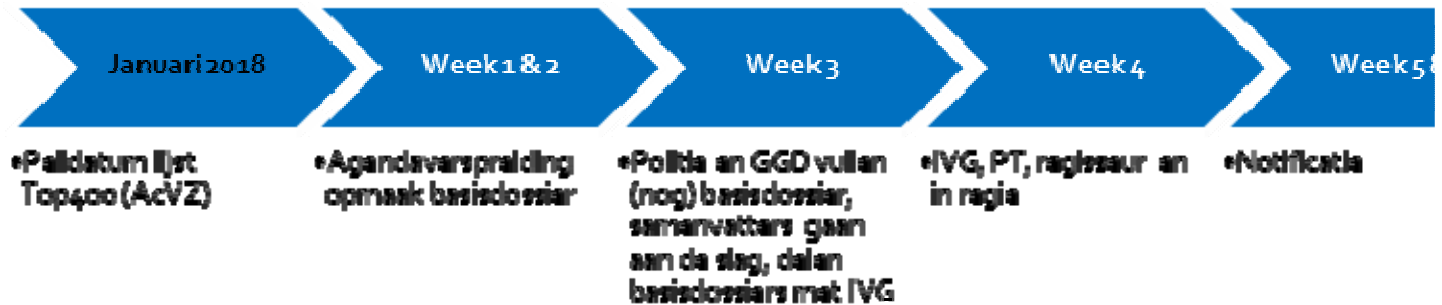 Januari 2018
Week 1 & 2
Week 3
Week 4
Week 5 &
•Peildatum lijst
Top400 (AcVZ)
•Agendaverspreiding
opmaak basisdossier
•Politie en GGD vullen
(nog) basisdossier,
samenvatters gaan
aan de slag, delen
basisdossiers met IVG
•IVG, PT, regisseur en
in regie
•Notificatie